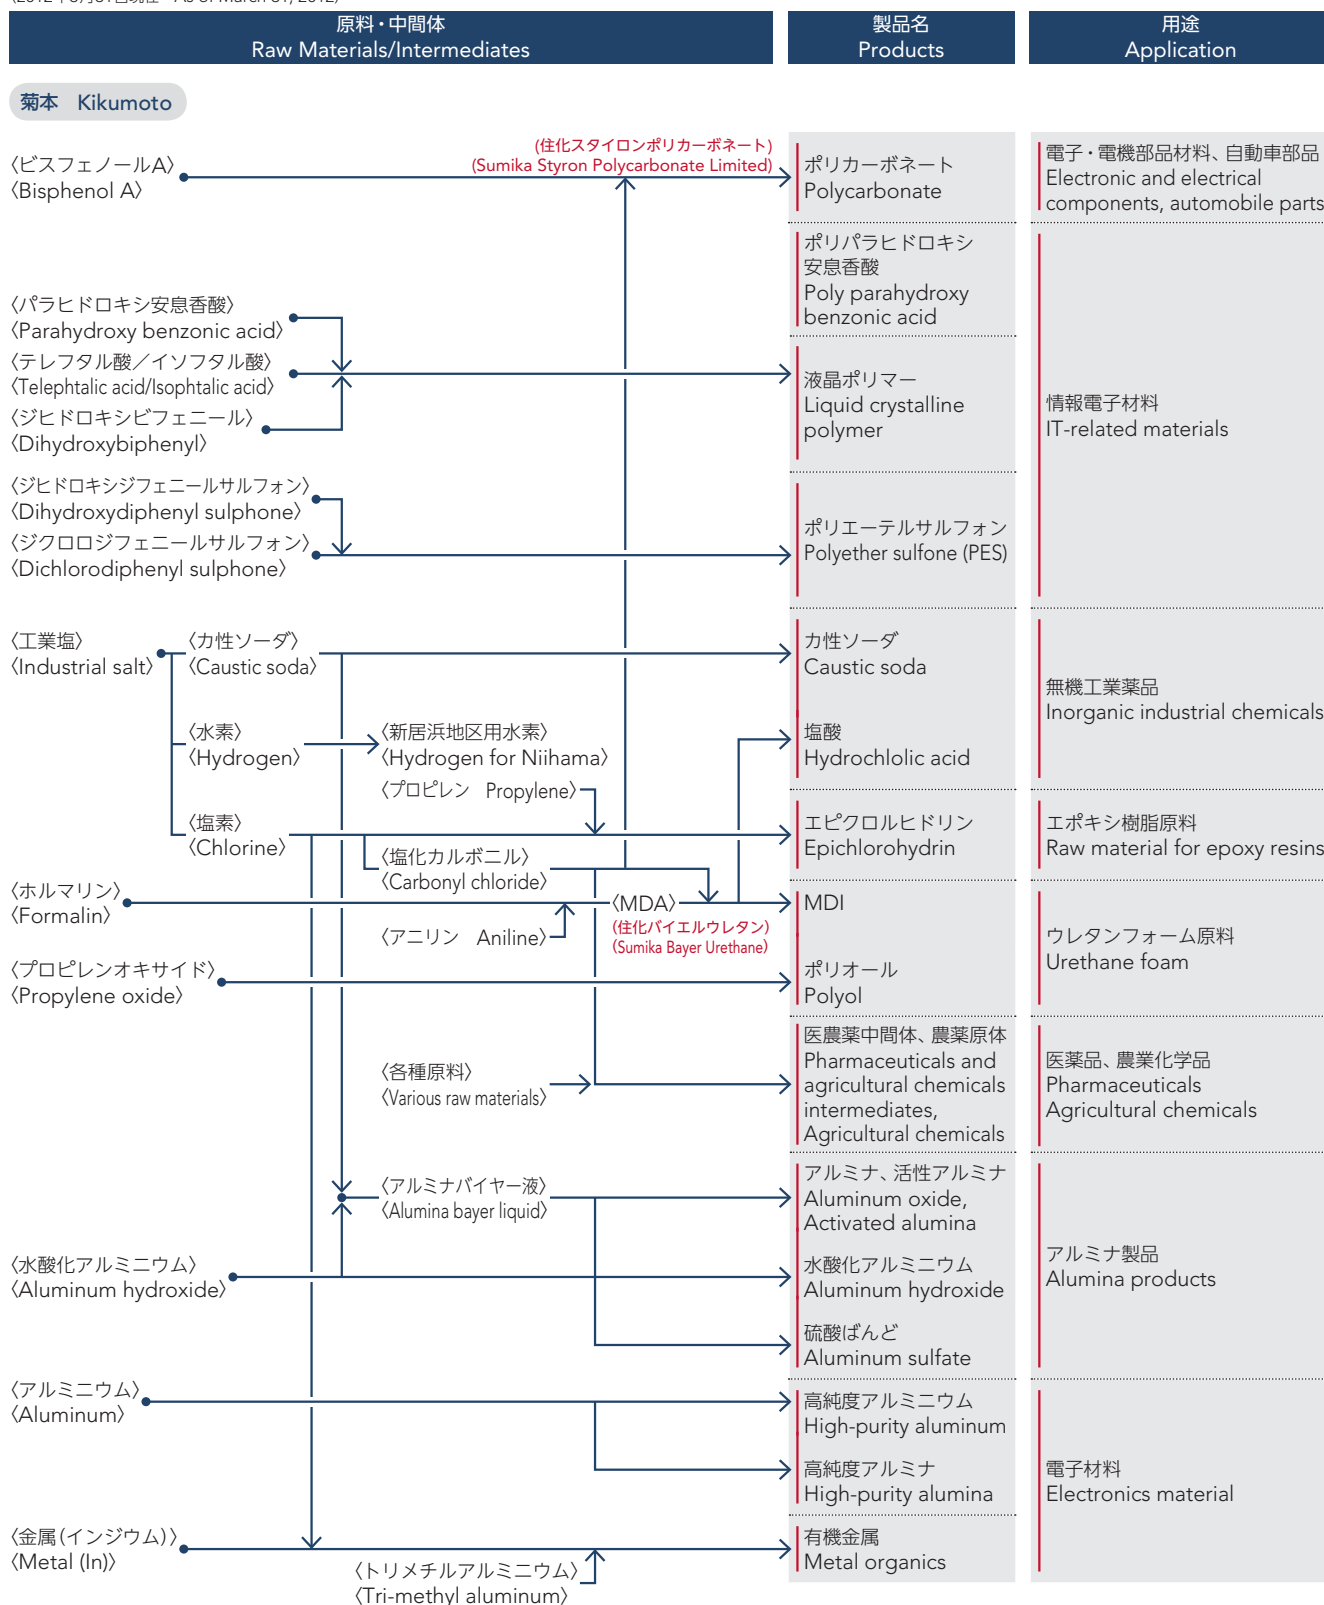 原料・中間体
Raw Materials/Intermediates
製品名
Products
用途
Application
菊本 Kikumoto
〈ビスフェノールA〉
〈Bisphenol A〉
(住化スタイロンポリカーボネート)
(Sumika Styron Polycarbonate Limited)
ポリカーボネート
Polycarbonate
電子・電機部品材料、自動車部品
Electronic and electrical
components, automobile parts
ポリパラヒドロキシ
安息香酸
Poly parahydroxy
benzonic acid
〈パラヒドロキシ安息香酸〉
〈Parahydroxy benzonic acid〉
〈テレフタル酸／イソフタル酸〉
〈Telephtalic acid/Isophtalic acid〉
〈ジヒドロキシビフェニール〉
〈Dihydroxybiphenyl〉
液晶ポリマー
Liquid crystalline
polymer
情報電子材料
IT-related materials
〈ジヒドロキシジフェニールサルフォン〉
〈Dihydroxydiphenyl sulphone〉
〈ジクロロジフェニールサルフォン〉
〈Dichlorodiphenyl sulphone〉
ポリエーテルサルフォン
Polyether sulfone (PES)
〈工業塩〉
〈Industrial salt〉
〈カ性ソーダ〉
〈Caustic soda〉
カ性ソーダ
Caustic soda
〈水素〉
〈Hydrogen〉
〈新居浜地区用水素〉
〈Hydrogen for Niihama〉
塩酸
Hydrochlolic acid
無機工業薬品
Inorganic industrial chemicals
〈プロピレン Propylene〉
〈塩素〉
〈Chlorine〉
エピクロルヒドリン
Epichlorohydrin
エポキシ樹脂原料
Raw material for epoxy resins
〈塩化カルボニル〉
〈Carbonyl chloride〉
〈ホルマリン〉
〈Formalin〉
〈MDA〉
(住化バイエルウレタン)
(Sumika Bayer Urethane)
MDI
〈アニリン Aniline〉
ウレタンフォーム原料
Urethane foam
〈プロピレンオキサイド〉
〈Propylene oxide〉
ポリオール
Polyol
〈各種原料〉
〈Various raw materials〉
医農薬中間体、農薬原体
Pharmaceuticals and
agricultural chemicals
intermediates,
Agricultural chemicals
医薬品、農業化学品
Pharmaceuticals
Agricultural chemicals
〈アルミナバイヤー液〉
〈Alumina bayer liquid〉
アルミナ、活性アルミナ
Aluminum oxide,
Activated alumina
〈水酸化アルミニウム〉
〈Aluminum hydroxide〉
水酸化アルミニウム
Aluminum hydroxide
アルミナ製品
Alumina products
硫酸ばんど
Aluminum sulfate
〈アルミニウム〉
〈Aluminum〉
高純度アルミニウム
High-purity aluminum
高純度アルミナ
High-purity alumina
電子材料
Electronics material
〈金属(インジウム)〉
〈Metal (In)〉
有機金属
Metal organics
〈トリメチルアルミニウム〉
〈Tri-methyl aluminum〉